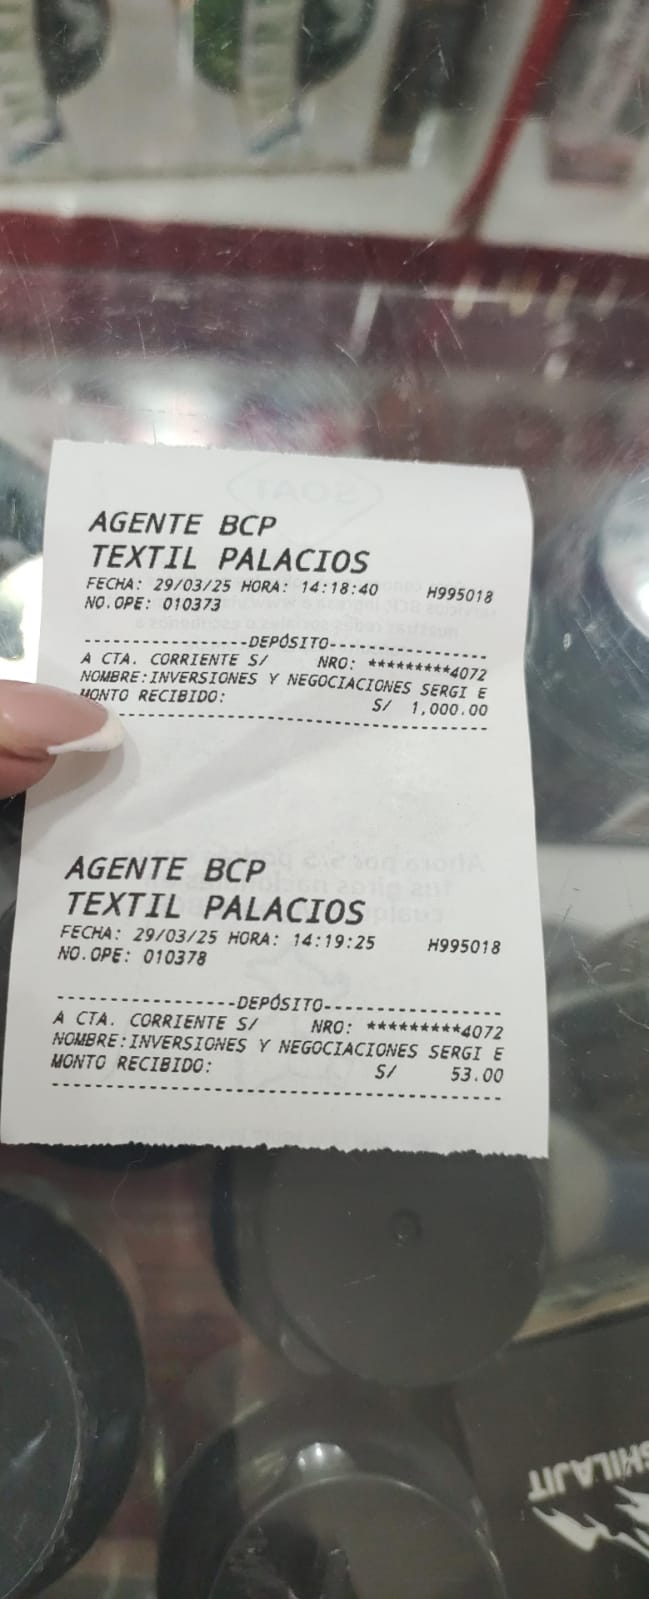 AGENTE BCP
TEXTIL PALACIOS
FECHA: 29/03/25 HORA: 14:18:40 H995018
NO.OPE: 010373
-----------------DEPÓSITO-----------------
A CTA. CORRIENTE S/ NRO: *********4072
NOMBRE:INVERSIONES Y NEGOCIACIONES SERGI E
MONTO RECIBIDO: S/ 1,000.00
AGENTE BCP
TEXTIL PALACIOS
FECHA: 29/03/25 HORA: 14:19:25 H995018
NO.OPE: 010378
------------------DEPÓSITO------------------
A CTA. CORRIENTE S/ NRO: *********4072
NOMBRE:INVERSIONES Y NEGOCIACIONES SERGI E
MONTO RECIBIDO: S/ 53.00
SHILAJIT